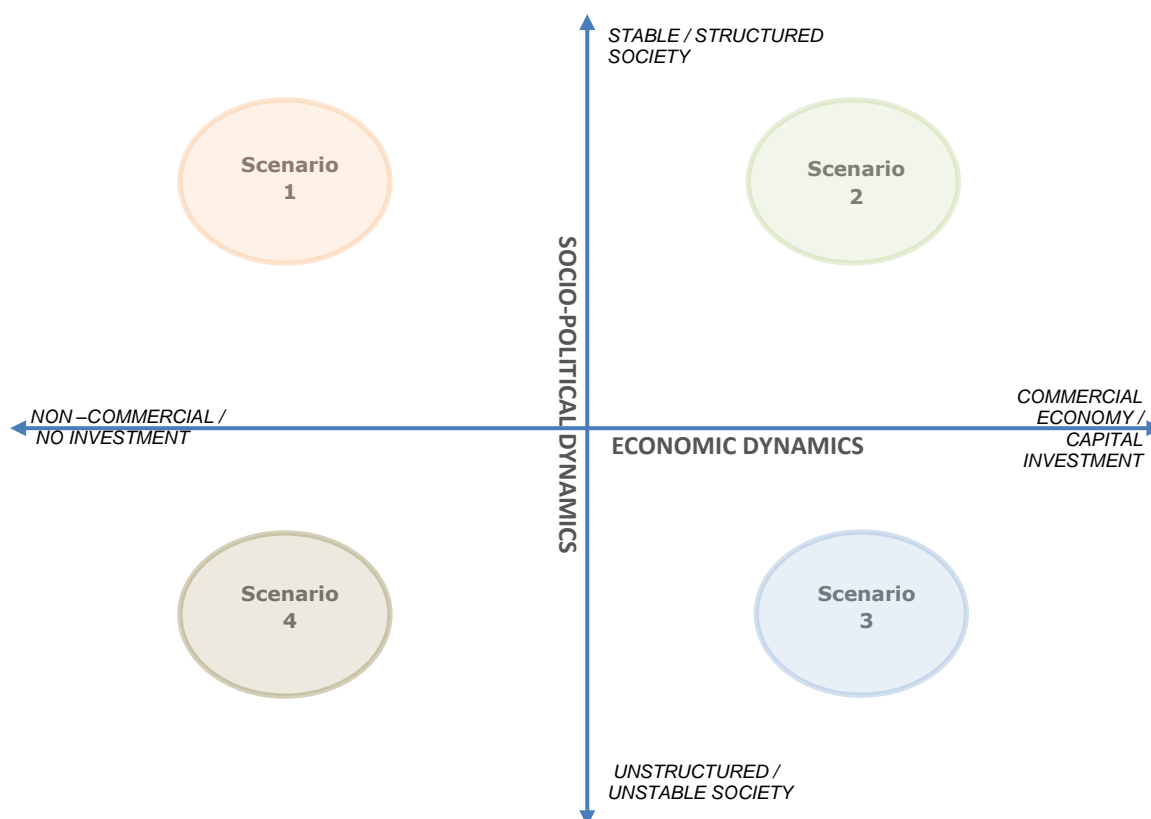 STABLE / STRUCTURED
SOCIETY
Scenario
1
Scenario
2
SOCIO-POLITICAL DYNAMICS
NON –COMMERCIAL /
NO INVESTMENT
COMMERCIAL
ECONOMY /
CAPITAL
INVESTMENT
ECONOMIC DYNAMICS
Scenario
4
Scenario
3
UNSTRUCTURED /
UNSTABLE SOCIETY